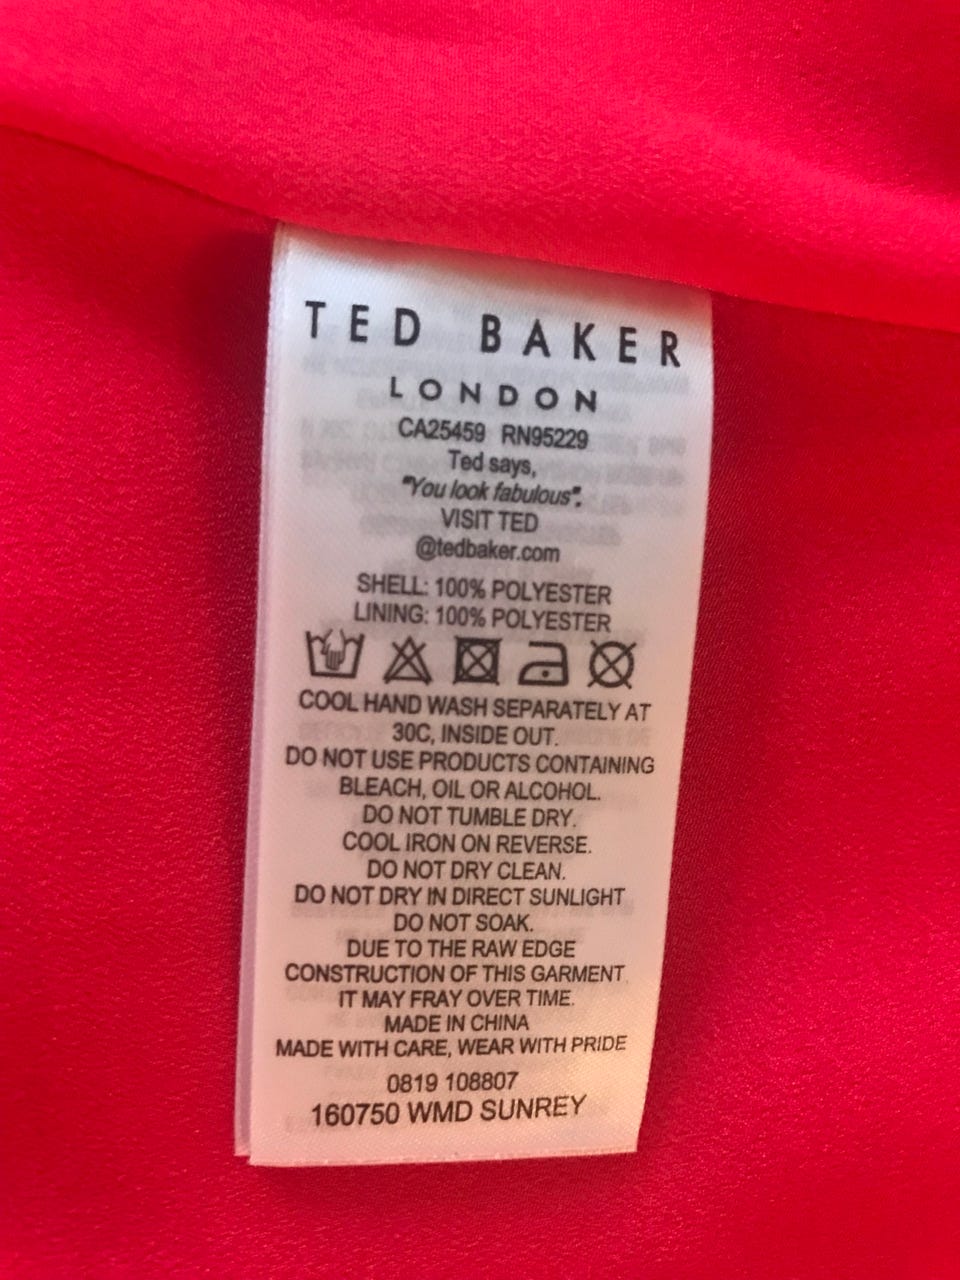 TED BAKER
LONDON
CA25459 RN95229
Ted says,
"You look fabulous".
VISIT TED
@tedbaker.com
SHELL: 100% POLYESTER
LINING: 100% POLYESTER
COOL HAND WASH SEPARATELY AT
30C, INSIDE OUT.
DO NOT USE PRODUCTS CONTAINING
BLEACH, OIL OR ALCOHOL.
DO NOT TUMBLE DRY.
COOL IRON ON REVERSE.
DO NOT DRY CLEAN.
DO NOT DRY IN DIRECT SUNLIGHT
DO NOT SOAK.
DUE TO THE RAW EDGE
CONSTRUCTION OF THIS GARMENT
IT MAY FRAY OVER TIME.
MADE IN CHINA
MADE WITH CARE, WEAR WITH PRIDE
0819 108807
160750 WMD SUNREY